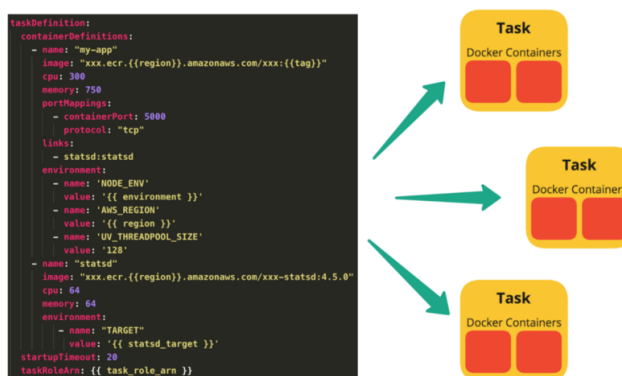 taskDefinition:
containerDefinitions:
- name: "my-app"
image: "xxx.ecr.{{region}}.amazonaws.com/xxx:{{tag}}"
cpu: 300
memory: 750
portMappings:
- containerPort: 5000
protocol: "tcp"
links:
- statsd:statsd
environment:
- name: 'NODE_ENV'
value: '{{ environment }}'
- name: 'AWS_REGION'
value: '{{ region }}'
- name: 'UV_THREADPOOL_SIZE'
value: '128'
- name: "statsd"
image: "xxx.ecr.{{region}}.amazonaws.com/xxx-statsd:4.5.0"
cpu: 64
memory: 64
environment:
- name: "TARGET"
value: '{{ statsd_target }}'
startupTimeout: 20
taskRoleArn: {{ task_role_arn }}
Task
Docker Containers
Task
Docker Containers
Task
Docker Containers